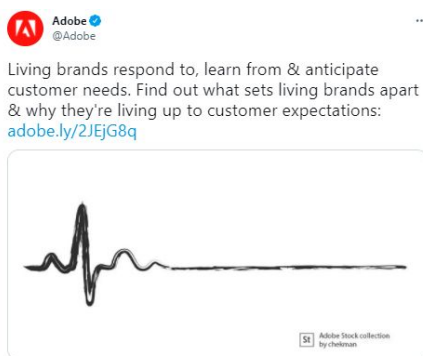 Adobe
@Adobe
Living brands respond to, learn from & anticipate
customer needs. Find out what sets living brands apart
& why they're living up to customer expectations:
adobe.ly/2JEjG8q
St
Adobe Stock collection
by chekman